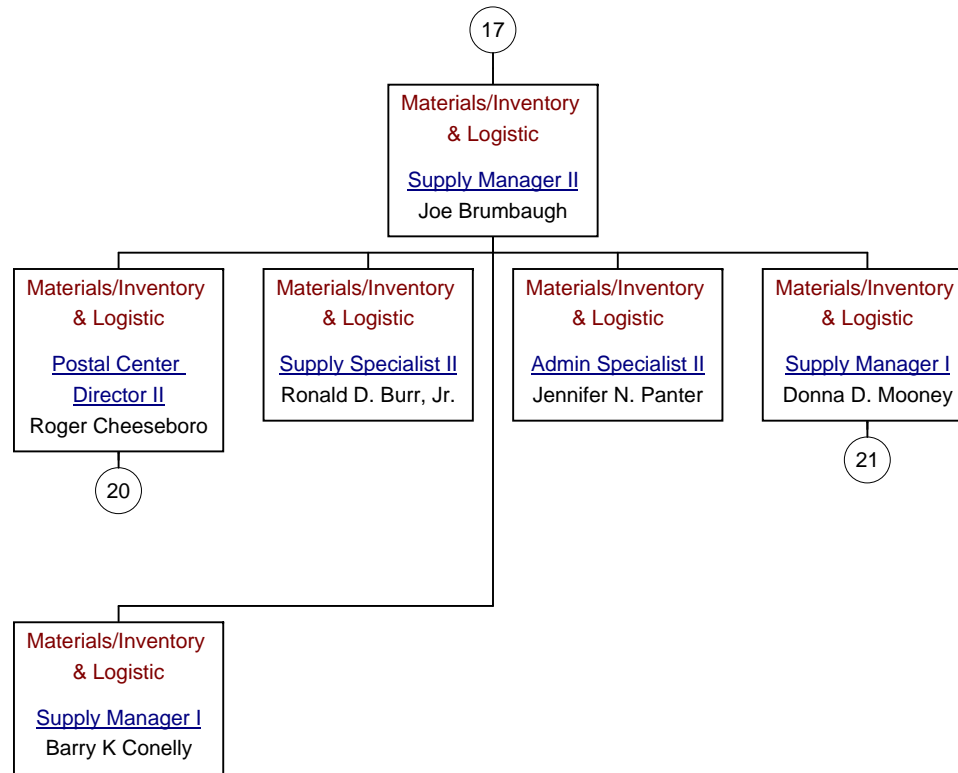 17
Materials/Inventory
& Logistic
Supply Manager II
Joe Brumbaugh
Materials/Inventory
& Logistic
Postal Center
Director II
Roger Cheeseboro
20
Materials/Inventory
& Logistic
Supply Specialist II
Ronald D. Burr, Jr.
Materials/Inventory
& Logistic
Admin Specialist II
Jennifer N. Panter
Materials/Inventory
& Logistic
Supply Manager I
Donna D. Mooney
21
Materials/Inventory
& Logistic
Supply Manager I
Barry K Conelly